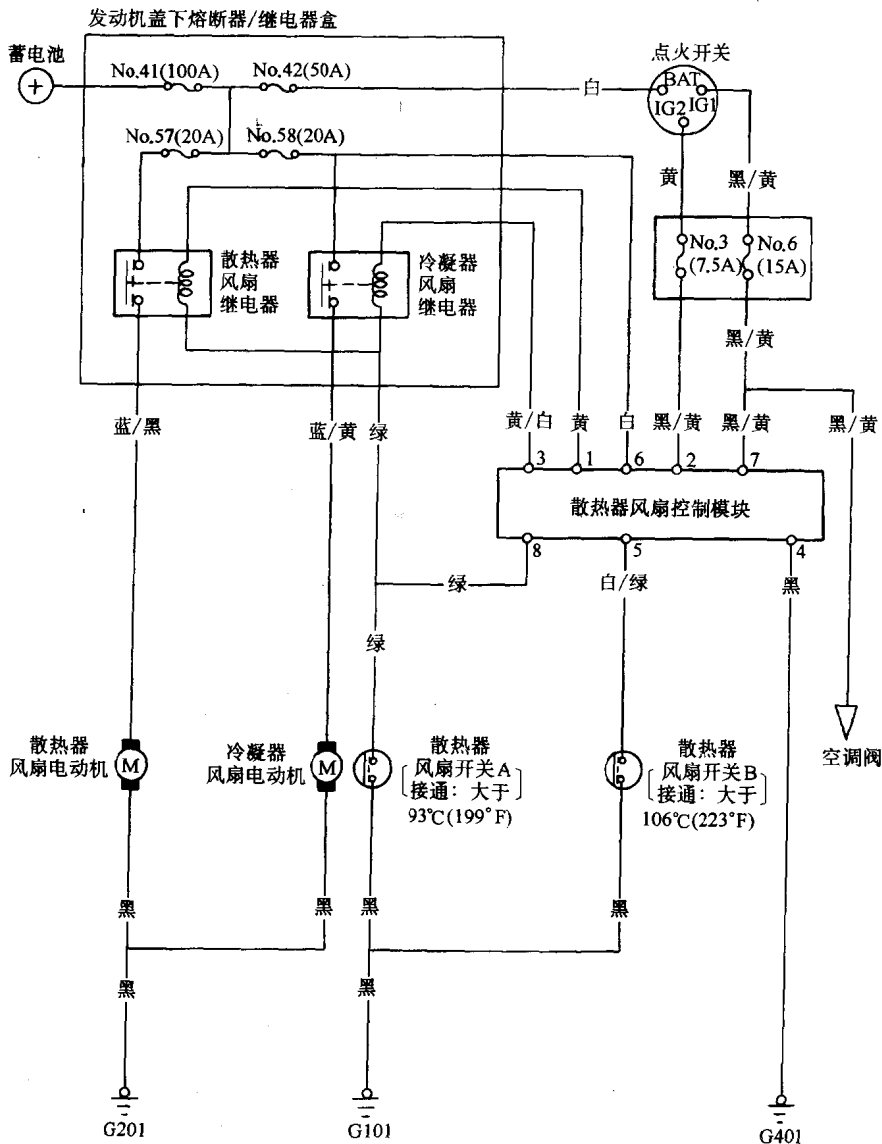 发动机盖下熔断器/继电器盒
蓄电池
No.41(100A)
No.42(50A)
白
点火开关
BAT
IG2
IG1
No.57(20A)
No.58(20A)
黄
黑/黄
No.3
(7.5A)
No.6
(15A)
散热器
风扇
继电器
冷凝器
风扇
继电器
黑/黄
蓝/黑
蓝/黄
绿
黄/白
黄
白
黑/黄
黑/黄
黑/黄
3
1
6
2
7
散热器风扇控制模块
8
5
4
绿
白/绿
黑
绿
散热器
风扇电动机
M
冷凝器
风扇电动机
M
散热器
风扇开关A
接通：大于
93℃(199°F)
散热器
风扇开关B
接通：大于
106℃(223°F)
空调阀
黑
黑
黑
黑
黑
黑
G201
G101
G401